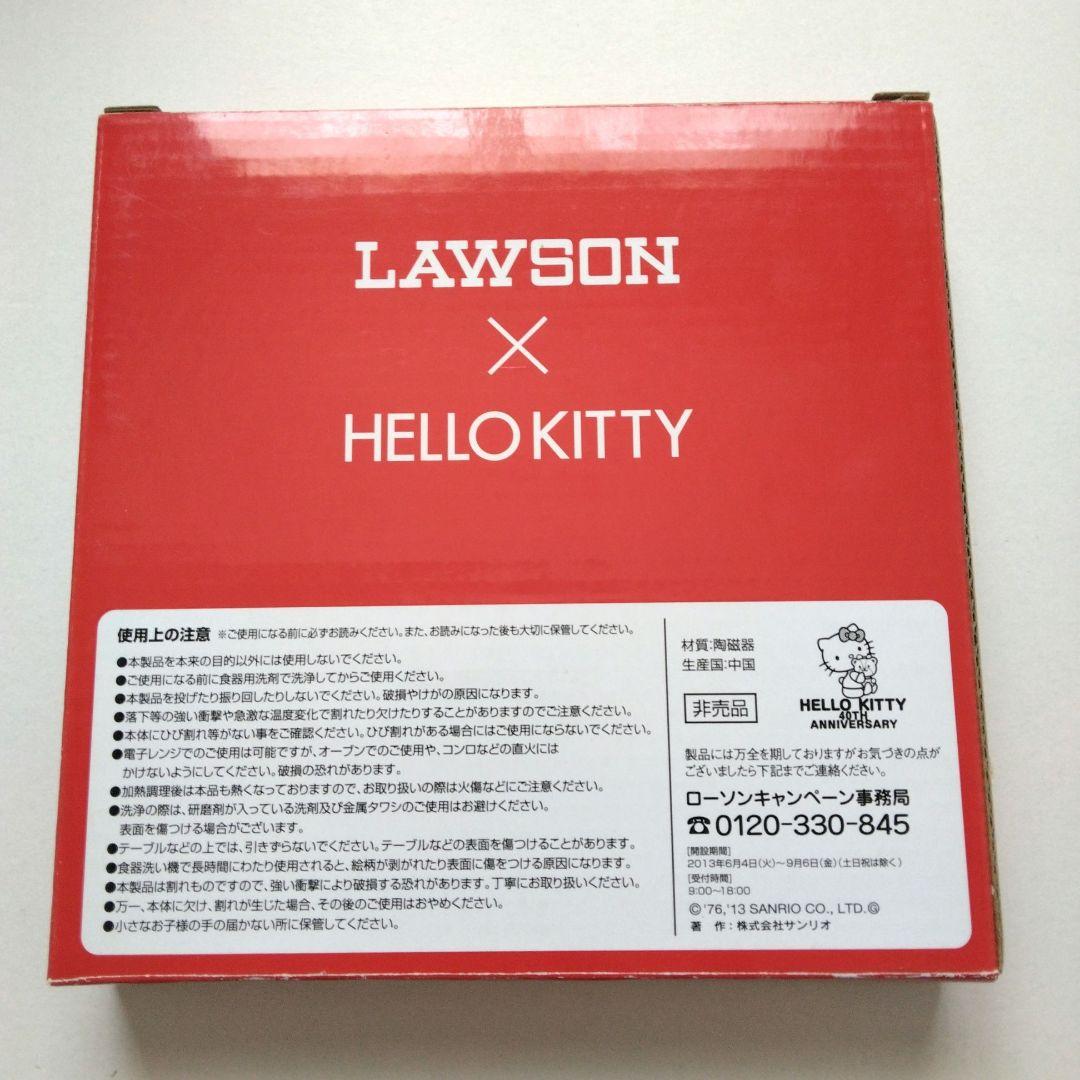 LAWSON
×
HELLO KITTY
使用上の注意 ※ご使用になる前に必ずお読みください。また、お読みになった後も大切に保管してください。
●本製品を本来の目的以外には使用しないでください。
●ご使用になる前に食器用洗剤で洗浄してからご使用ください。
●本製品を投げたり振り回したりしないでください。破損やけがの原因になります。
●落下等の強い衝撃や急激な温度変化で割れたり欠けたりすることがありますのでご注意ください。
●本体にひび割れ等がない事をご確認ください。ひび割れがある場合にはご使用にならないでください。
●電子レンジでのご使用は可能ですが、オーブンでのご使用や、コンロなどの直火には
かけないようにしてください。破損の恐れがあります。
●加熱調理後は本品も熱くなっておりますので、お取り扱いの際は火傷などにご注意ください。
●洗浄の際は、研磨剤が入っている洗剤及び金属タワシのご使用はお避けください。
表面を傷つける場合がございます。
●テーブルなどの上では、引きずらないでください。テーブルなどの表面を傷つけることがあります。
●食器洗い機で長時間にわたり使用されると、絵柄が剥がれたり表面に傷をつける原因になります。
●本製品は割れものですので、強い衝撃により破損する恐れがあります。丁寧にお取り扱いください。
●万一、本体に欠け、割れが生じた場合、その後のご使用はおやめください。
●小さなお子様の手の届かない所に保管してください。
材質:陶磁器
生産国:中国
非売品
HELLO KITTY
40TH
ANNIVERSARY
製品には万全を期しておりますがお気づきの点が
ございましたら下記までご連絡ください。
ローソンキャンペーン事務局
☎0120-330-845
[開設期間]
2013年6月4日(火)～9月6日(金)(土日祝は除く)
[受付時間]
9:00～18:00
©'76,'13 SANRIO CO., LTD.Ⓖ
著 作:株式会社サンリオ